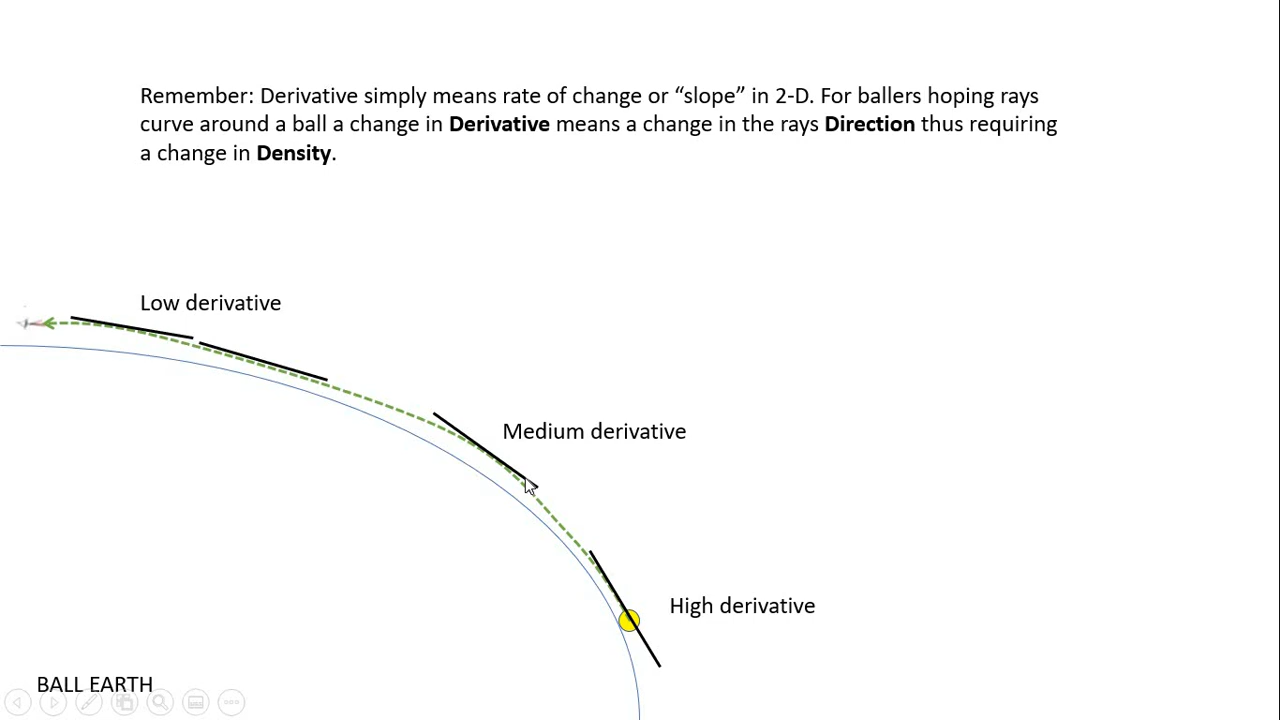 Remember: Derivative simply means rate of change or “slope” in 2-D. For ballers hoping rays
curve around a ball a change in Derivative means a change in the rays Direction thus requiring
a change in Density.
Low derivative
Medium derivative
High derivative
BALL EARTH